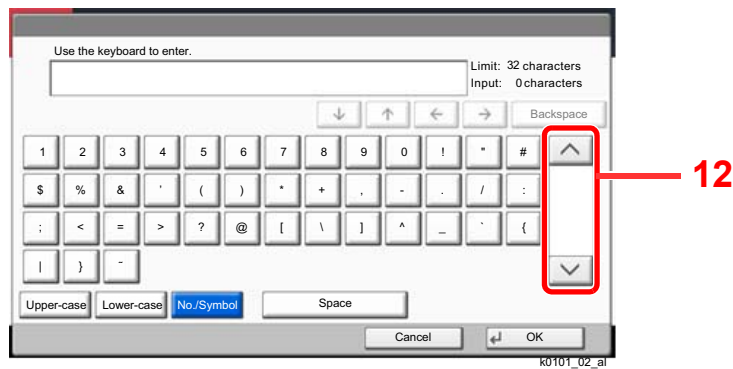 Use the keyboard to enter.
Limit: 32 characters
Input: 0 characters
↓ ↑ ← → Backspace
1 2 3 4 5 6 7 8 9 0 ! " #
12
$ % & ' ( ) * + , - . / :
; < = > ? @ [ \ ] ^ _ ` {
| } ~
Upper-case Lower-case No./Symbol Space
Cancel OK
k0101_02_al